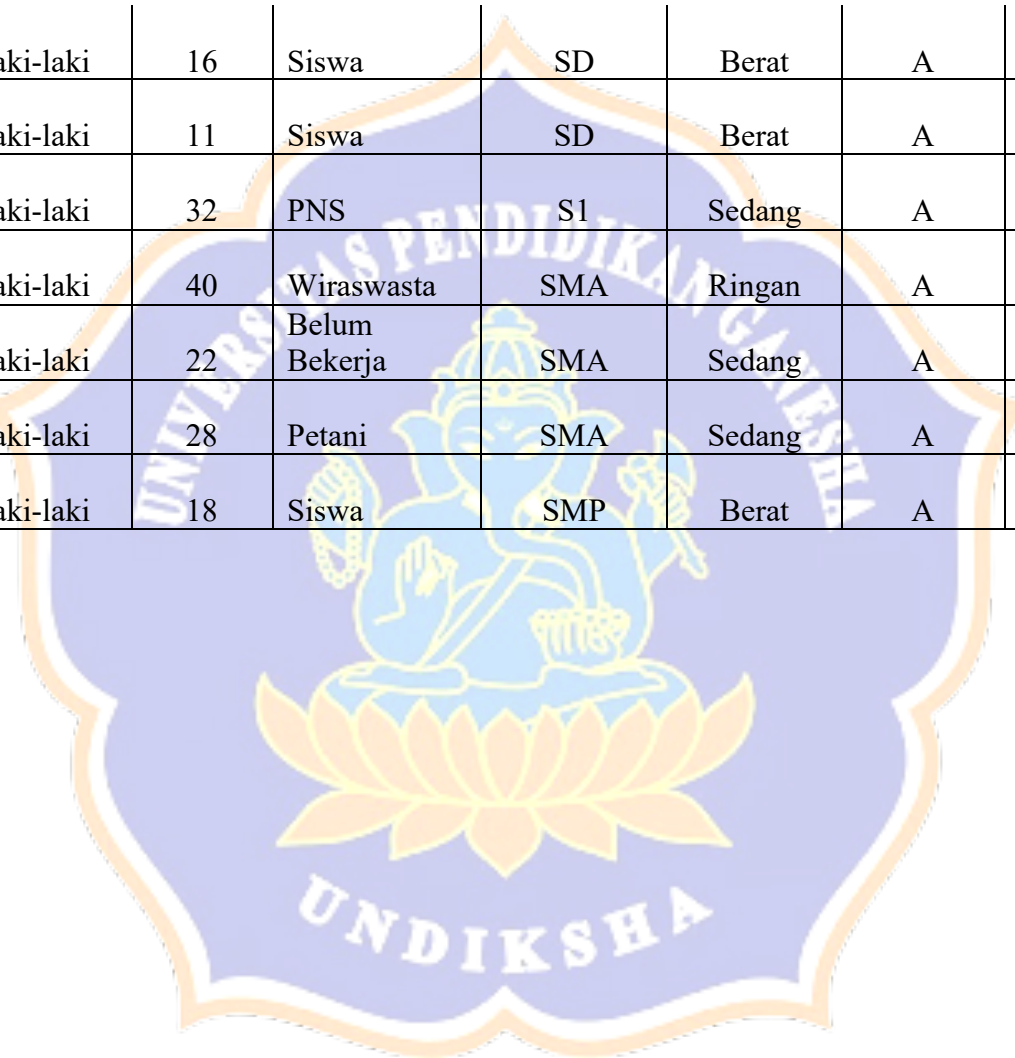 aki-laki 16 Siswa SD Berat A
aki-laki 11 Siswa SD Berat A
aki-laki 32 PNS S1 Sedang A
aki-laki 40 Wiraswasta SMA Ringan A
aki-laki 22 Belum Bekerja SMA Sedang A
aki-laki 28 Petani SMA Sedang A
aki-laki 18 Siswa SMP Berat A
UNIVERSITAS PENDIDIKAN GANESHA
UNDIKSHA